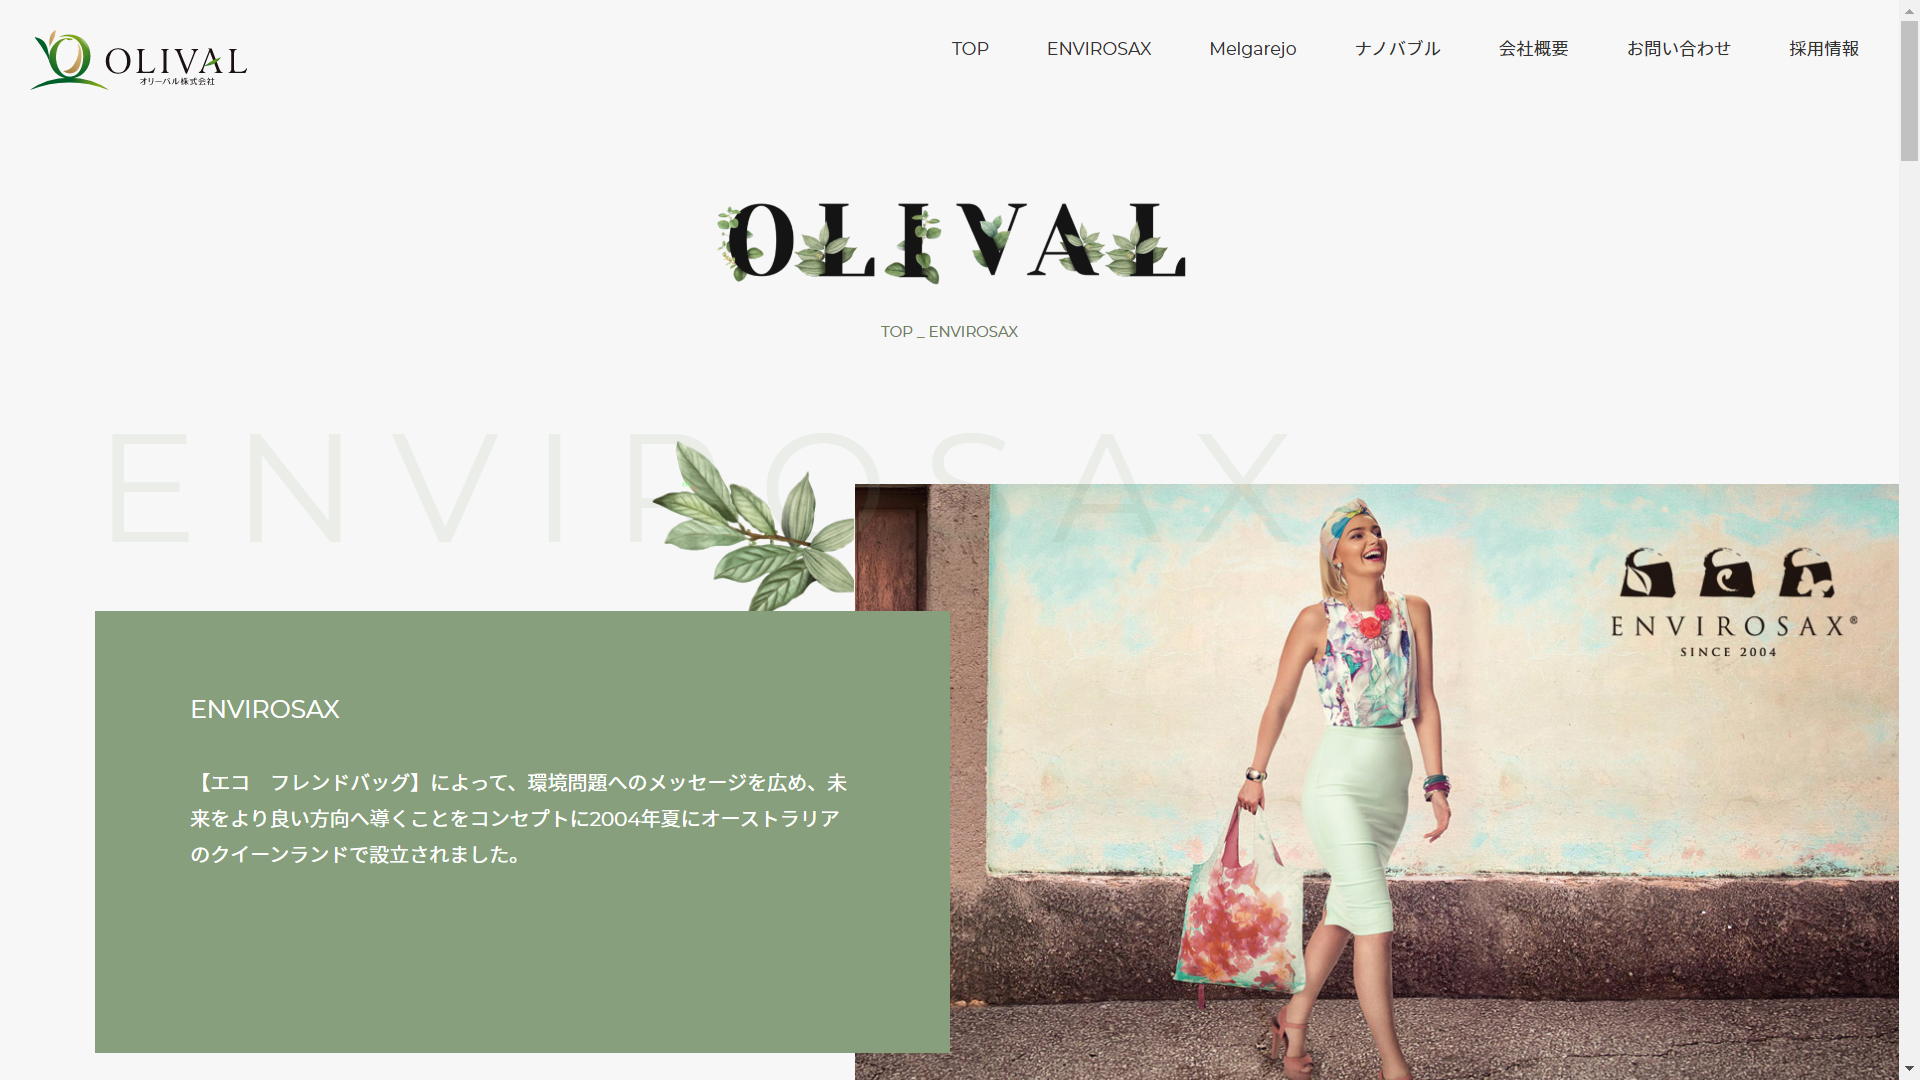 OLIVAL
オリーバル株式会社
TOP
ENVIROSAX
Melgarejo
ナノバブル
会社概要
お問い合わせ
採用情報
OLIVAL
TOP _ ENVIROSAX
ENVIROSAX
ENVIROSAX®
SINCE 2004
ENVIROSAX
【エコ　フレンドバッグ】によって、環境問題へのメッセージを広め、未
来をより良い方向へ導くことをコンセプトに2004年夏にオーストラリア
のクイーンランドで設立されました。